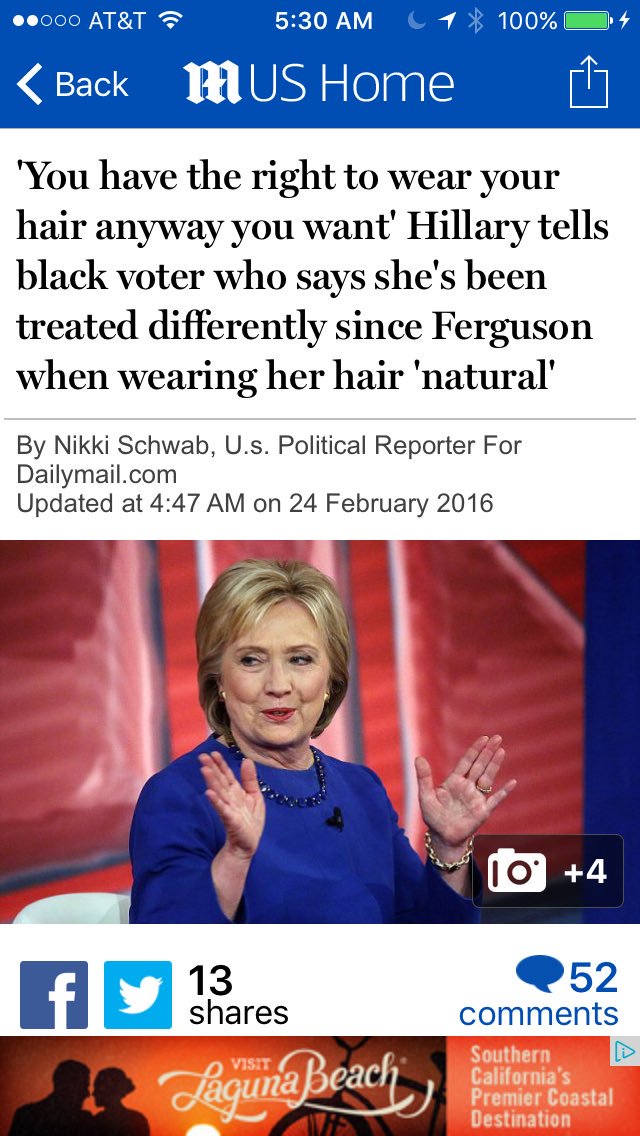 AT&T 5:30 AM 100%
Back US Home
'You have the right to wear your
hair anyway you want' Hillary tells
black voter who says she's been
treated differently since Ferguson
when wearing her hair 'natural'
By Nikki Schwab, U.s. Political Reporter For
Dailymail.com
Updated at 4:47 AM on 24 February 2016
+4
13
shares
52
comments
VISIT
Laguna Beach
Southern
California's
Premier Coastal
Destination